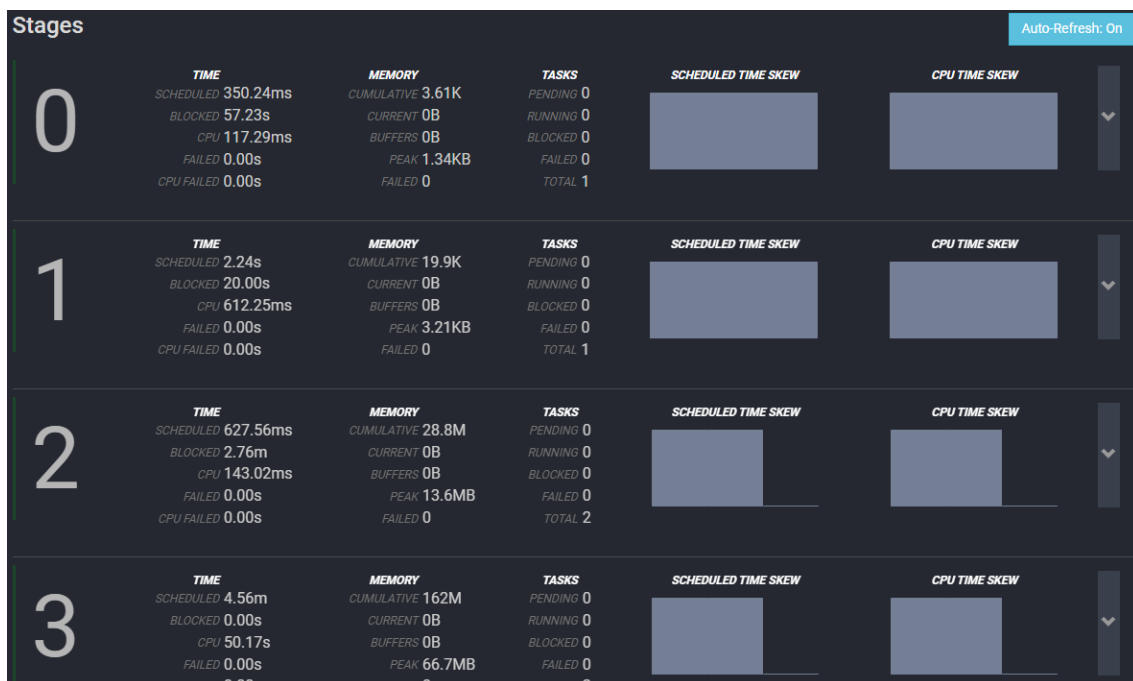 Stages
Auto-Refresh: On
0
TIME
SCHEDULED 350.24ms
BLOCKED 57.23s
CPU 117.29ms
FAILED 0.00s
CPU FAILED 0.00s
MEMORY
CUMULATIVE 3.61K
CURRENT 0B
BUFFERS 0B
PEAK 1.34KB
FAILED 0
TASKS
PENDING 0
RUNNING 0
BLOCKED 0
FAILED 0
TOTAL 1
SCHEDULED TIME SKEW
CPU TIME SKEW
1
TIME
SCHEDULED 2.24s
BLOCKED 20.00s
CPU 612.25ms
FAILED 0.00s
CPU FAILED 0.00s
MEMORY
CUMULATIVE 19.9K
CURRENT 0B
BUFFERS 0B
PEAK 3.21KB
FAILED 0
TASKS
PENDING 0
RUNNING 0
BLOCKED 0
FAILED 0
TOTAL 1
SCHEDULED TIME SKEW
CPU TIME SKEW
2
TIME
SCHEDULED 627.56ms
BLOCKED 2.76m
CPU 143.02ms
FAILED 0.00s
CPU FAILED 0.00s
MEMORY
CUMULATIVE 28.8M
CURRENT 0B
BUFFERS 0B
PEAK 13.6MB
FAILED 0
TASKS
PENDING 0
RUNNING 0
BLOCKED 0
FAILED 0
TOTAL 2
SCHEDULED TIME SKEW
CPU TIME SKEW
3
TIME
SCHEDULED 4.56m
BLOCKED 0.00s
CPU 50.17s
FAILED 0.00s
MEMORY
CUMULATIVE 162M
CURRENT 0B
BUFFERS 0B
PEAK 66.7MB
TASKS
PENDING 0
RUNNING 0
BLOCKED 0
FAILED 0
SCHEDULED TIME SKEW
CPU TIME SKEW